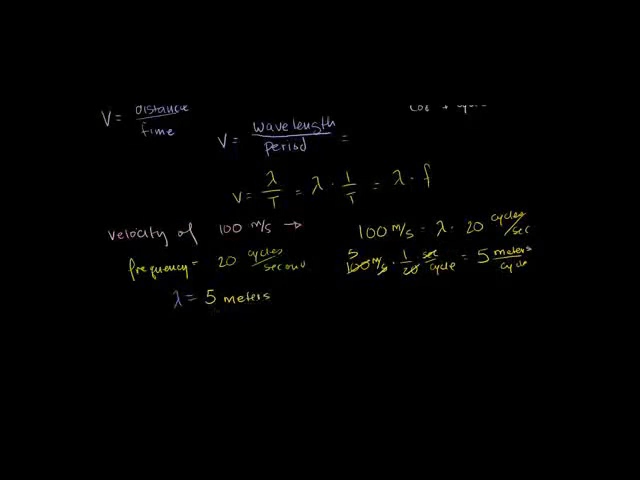 V = distance/time
V = wavelength/period =
V = λ/T = λ · 1/T = λ · f
velocity of 100 m/s → 100 m/s = λ · 20 cycles/sec
frequency = 20 cycles/second 5 100 m/s · 1/20 sec/cycle = 5 meters/cycle
λ = 5 meters